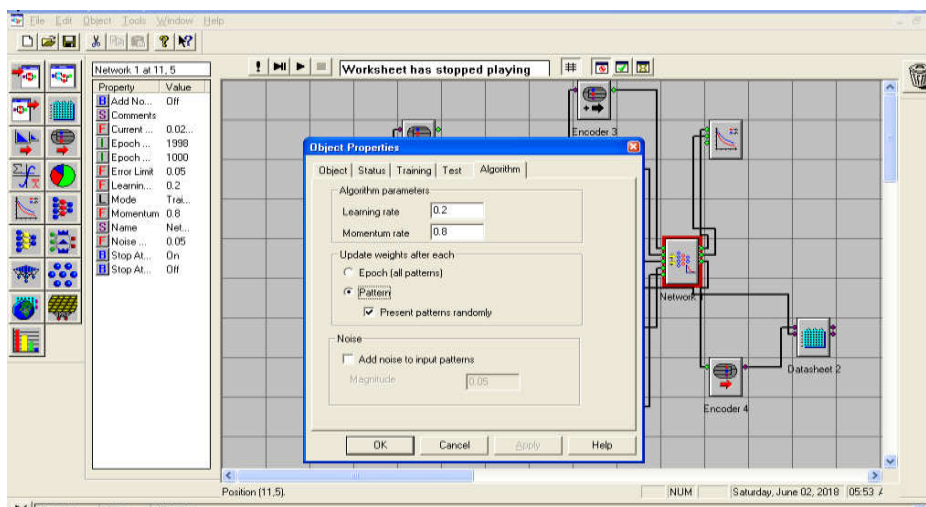 File Edit Object Tools Window Help
Worksheet has stopped playing
Network 1 at 11, 5
Property Value
B Add No... Off
S Comments
F Current ... 0.02...
I Epoch ... 1998
I Epoch ... 1000
F Error Limit 0.05
F Learnin... 0.2
L Mode Trai...
F Momentum 0.8
S Name Net...
F Noise ... 0.05
B Stop At... On
B Stop At... Off
Encoder 3
Object Properties
Object Status Training Test Algorithm
Algorithm parameters
Learning rate 0.2
Momentum rate 0.8
Update weights after each
Epoch (all patterns)
Pattern
Present patterns randomly
Noise
Add noise to input patterns
Magnitude 0.05
OK Cancel Apply Help
Network
Datasheet 2
Encoder 4
Position (11,5).
NUM Saturday, June 02, 2018 05:53